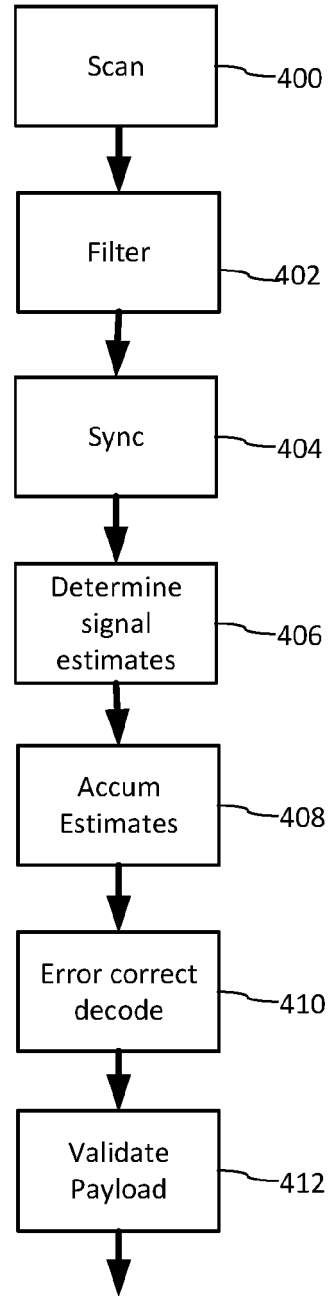 Scan
400
Filter
402
Sync
404
Determine
signal
estimates
406
Accum
Estimates
408
Error correct
decode
410
Validate
Payload
412